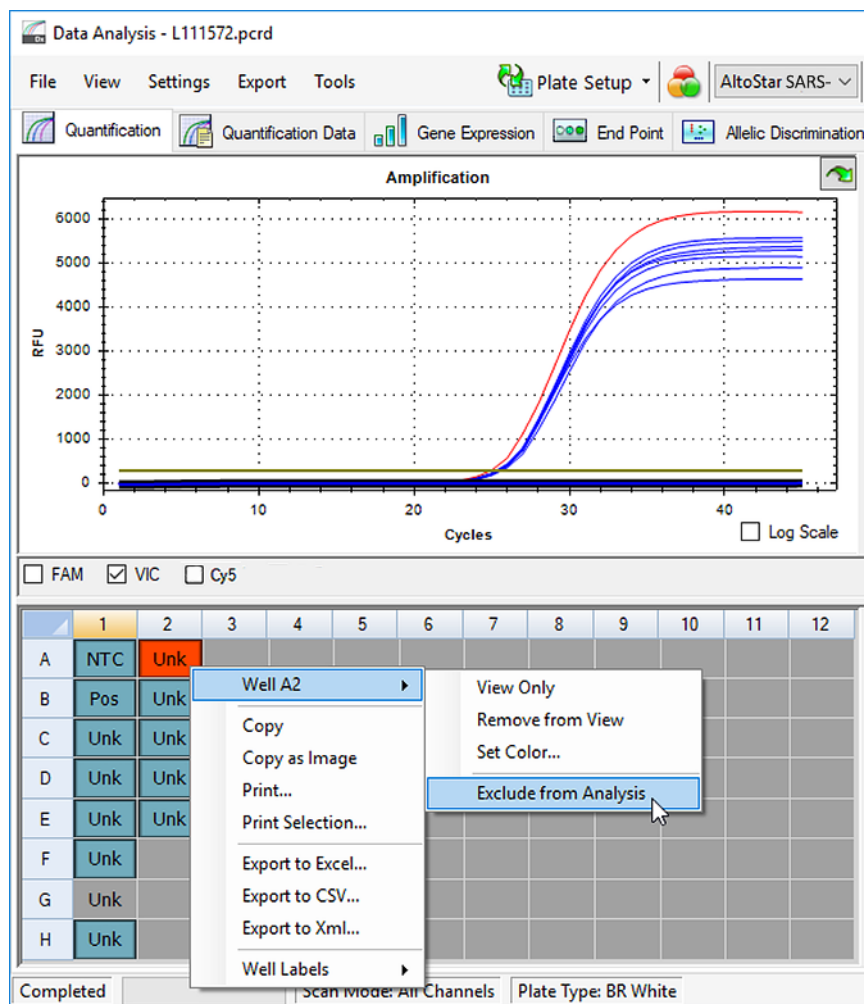 Data Analysis - L111572.pcrd
File View Settings Export Tools Plate Setup AltoStar SARS-
Quantification Quantification Data Gene Expression End Point Allelic Discrimination
Amplification
6000
5000
4000
RFU
3000
2000
1000
0
0 10 20 30 40
Cycles
Log Scale
FAM VIC Cy5
1 2 3 4 5 6 7 8 9 10 11 12
A NTC Unk
B Pos Unk
C Unk Unk
D Unk Unk
E Unk Unk
F Unk
G Unk
H Unk
Well A2
Copy
Copy as Image
Print...
Print Selection...
Export to Excel...
Export to CSV...
Export to Xml...
Well Labels
View Only
Remove from View
Set Color...
Exclude from Analysis
Completed Scan Mode: All Channels Plate Type: BR White